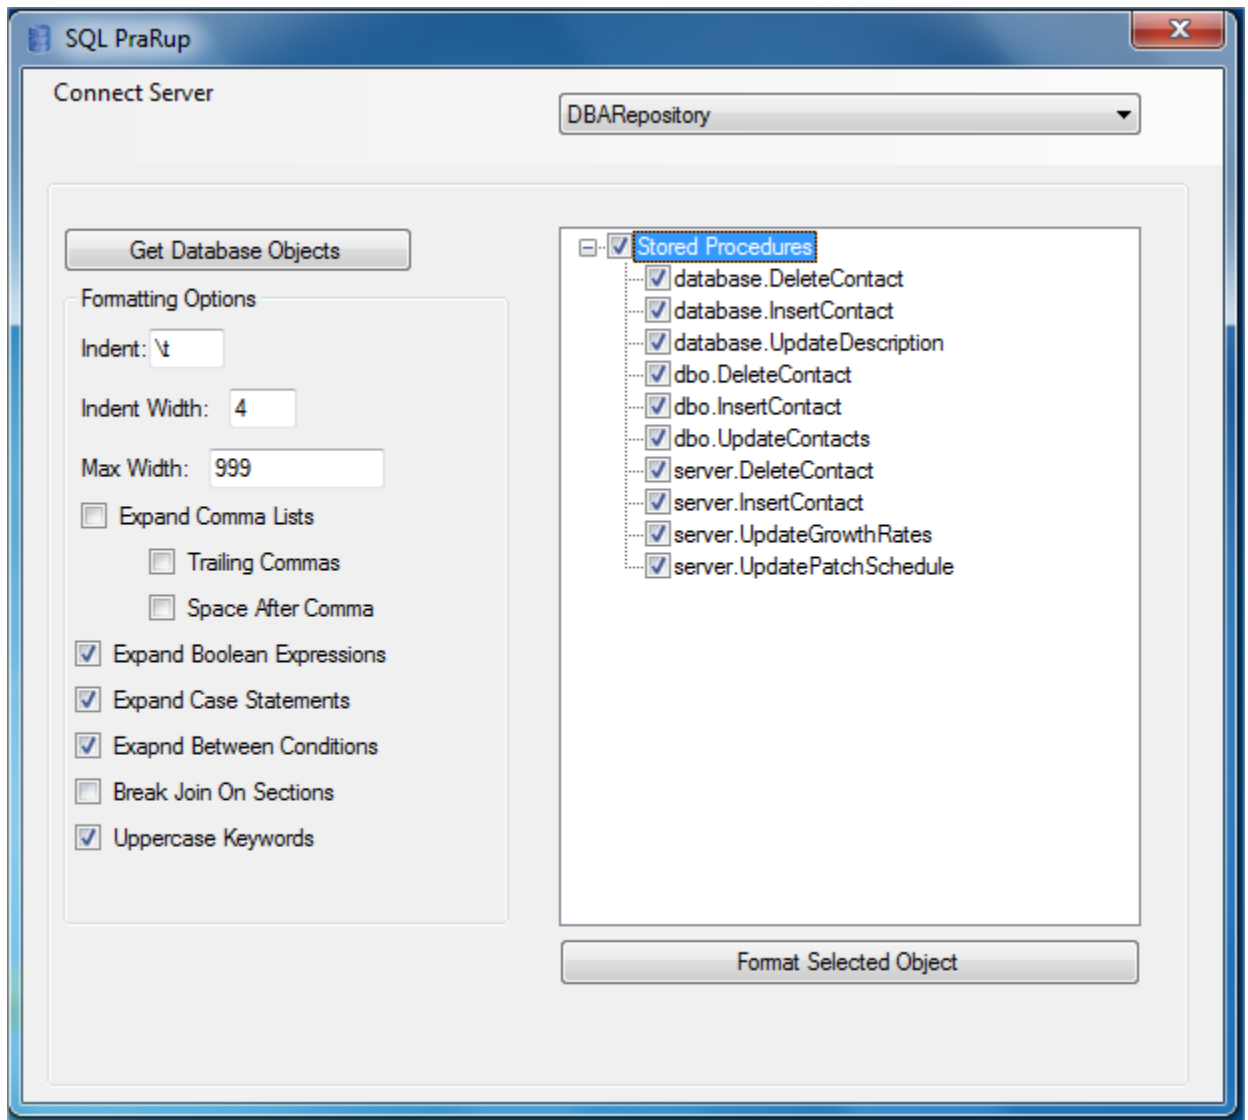 SQL PraRup
X
Connect Server
DBARepository
Get Database Objects
Formatting Options
Indent: \t
Indent Width: 4
Max Width: 999
Expand Comma Lists
Trailing Commas
Space After Comma
Expand Boolean Expressions
Expand Case Statements
Exapnd Between Conditions
Break Join On Sections
Uppercase Keywords
Stored Procedures
database.DeleteContact
database.InsertContact
database.UpdateDescription
dbo.DeleteContact
dbo.InsertContact
dbo.UpdateContacts
server.DeleteContact
server.InsertContact
server.UpdateGrowthRates
server.UpdatePatchSchedule
Format Selected Object